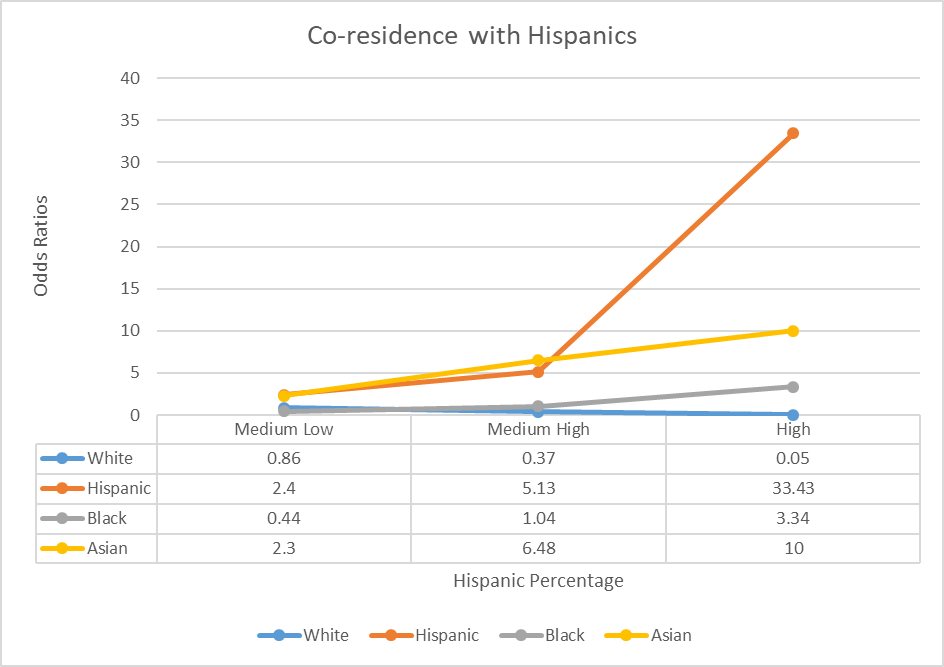 Co-residence with Hispanics
40
35
30
25
20
15
10
5
0
Odds Ratios
Medium Low Medium High High
White 0.86 0.37 0.05
Hispanic 2.4 5.13 33.43
Black 0.44 1.04 3.34
Asian 2.3 6.48 10
Hispanic Percentage
White Hispanic Black Asian